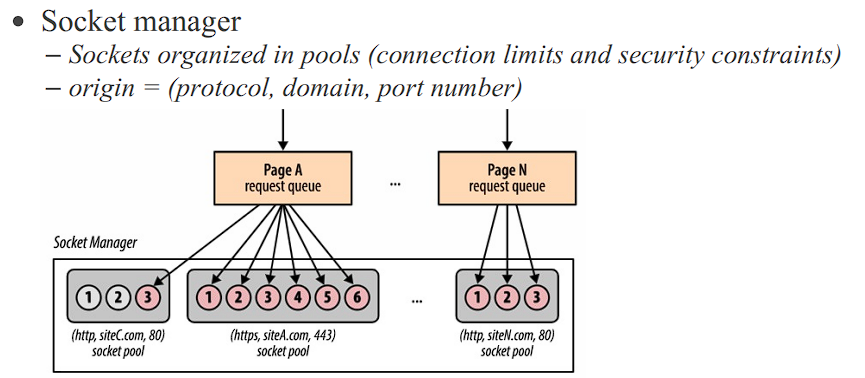 • Socket manager
– Sockets organized in pools (connection limits and security constraints)
– origin = (protocol, domain, port number)
Page A
request queue
...
Page N
request queue
Socket Manager
1 2 3
1 2 3 4 5 6
...
1 2 3
(http, siteC.com, 80)
socket pool
(https, siteA.com, 443)
socket pool
(http, siteN.com, 80)
socket pool